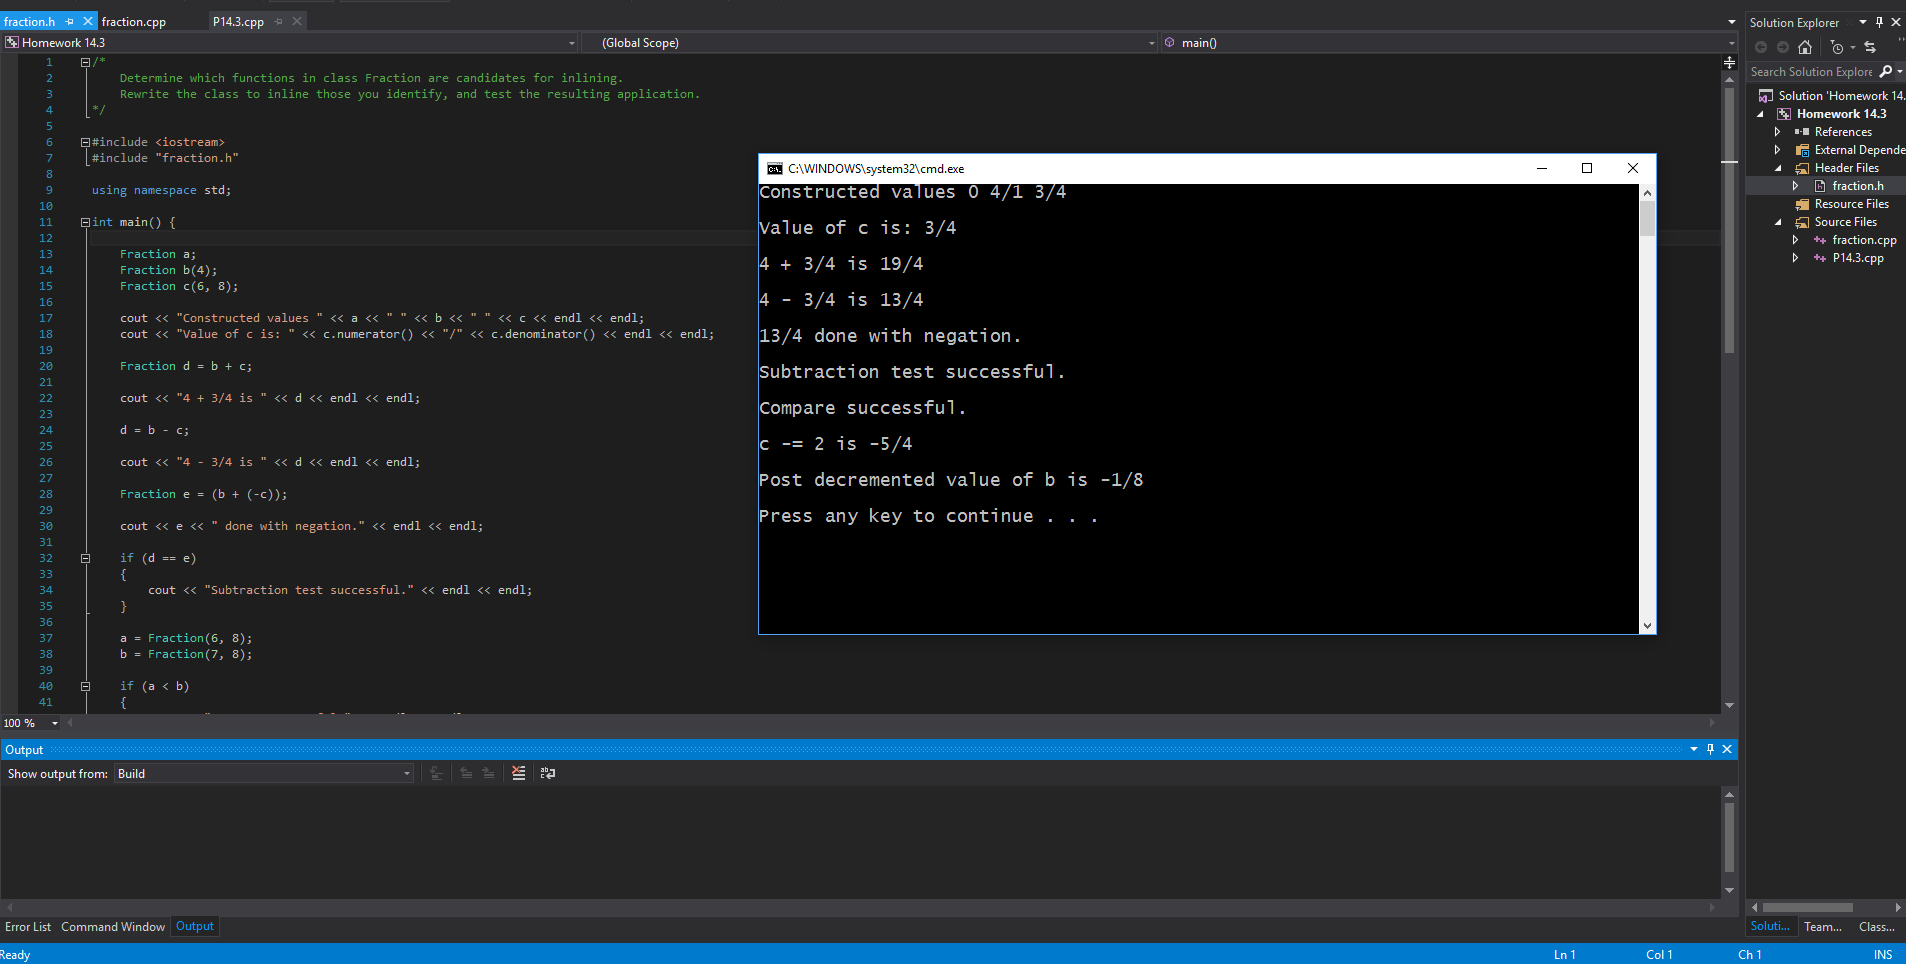 fraction.h
fraction.cpp
P14.3.cpp
Homework 14.3
(Global Scope)
main()
1 /*
2 Determine which functions in class Fraction are candidates for inlining.
3 Rewrite the class to inline those you identify, and test the resulting application.
4 */
5
6 #include <iostream>
7 #include "fraction.h"
8
9 using namespace std;
10
11 int main() {
12
13 Fraction a;
14 Fraction b(4);
15 Fraction c(6, 8);
16
17 cout << "Constructed values " << a << " " << b << " " << c << endl << endl;
18 cout << "Value of c is: " << c.numerator() << "/" << c.denominator() << endl << endl;
19
20 Fraction d = b + c;
21
22 cout << "4 + 3/4 is " << d << endl << endl;
23
24 d = b - c;
25
26 cout << "4 - 3/4 is " << d << endl << endl;
27
28 Fraction e = (b + (-c));
29
30 cout << e << " done with negation." << endl << endl;
31
32 if (d == e)
33 {
34 cout << "Subtraction test successful." << endl << endl;
35 }
36
37 a = Fraction(6, 8);
38 b = Fraction(7, 8);
39
40 if (a < b)
41 {
100 %
C:\WINDOWS\system32\cmd.exe
Constructed values 0 4/1 3/4
Value of c is: 3/4
4 + 3/4 is 19/4
4 - 3/4 is 13/4
13/4 done with negation.
Subtraction test successful.
Compare successful.
c -= 2 is -5/4
Post decremented value of b is -1/8
Press any key to continue . . .
Solution Explorer
Search Solution Explore
Solution 'Homework 14.
Homework 14.3
References
External Depende
Header Files
fraction.h
Resource Files
Source Files
fraction.cpp
P14.3.cpp
Output
Show output from: Build
Error List
Command Window
Output
Soluti...
Team...
Class...
Ready
Ln 1
Col 1
Ch 1
INS